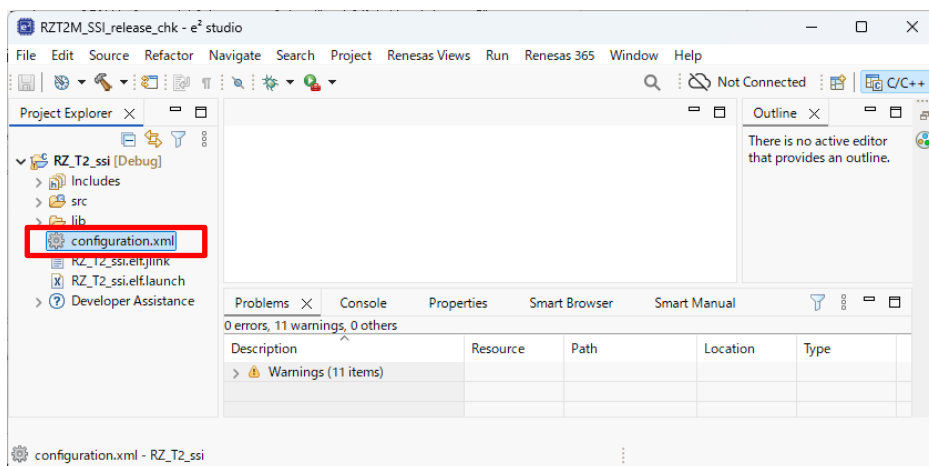 RZT2M_SSI_release_chk - e² studio
File Edit Source Refactor Navigate Search Project Renesas Views Run Renesas 365 Window Help
Not Connected C/C++
Project Explorer
Outline
There is no active editor
that provides an outline.
RZ_T2_ssi [Debug]
Includes
src
lib
configuration.xml
RZ_T2_ssi.elf.jlink
RZ_T2_ssi.elf.launch
Developer Assistance
Problems Console Properties Smart Browser Smart Manual
0 errors, 11 warnings, 0 others
Description Resource Path Location Type
Warnings (11 items)
configuration.xml - RZ_T2_ssi